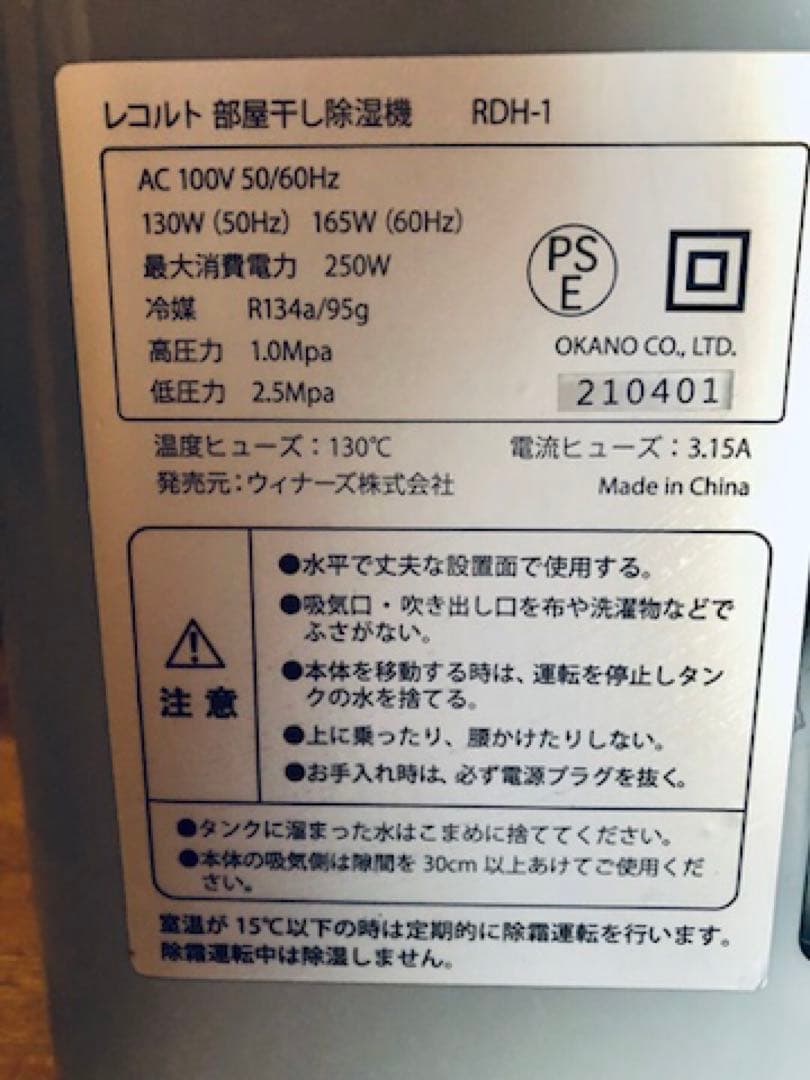 レコルト 部屋干し除湿機 RDH-1
AC 100V 50/60Hz
130W（50Hz） 165W（60Hz）
最大消費電力 250W
冷媒 R134a/95g
高圧力 1.0Mpa
低圧力 2.5Mpa
PS
E
OKANO CO., LTD.
210401
温度ヒューズ：130℃ 電流ヒューズ：3.15A
発売元：ウィナーズ株式会社 Made in China
注意
●水平で丈夫な設置面で使用する。
●吸気口・吹き出し口を布や洗濯物などで
ふさがない。
●本体を移動する時は、運転を停止しタン
クの水を捨てる。
●上に乗ったり、腰かけたりしない。
●お手入れ時は、必ず電源プラグを抜く。
●タンクに溜まった水はこまめに捨ててください。
●本体の吸気側は隙間を 30cm 以上あけてご使用くだ
さい。
室温が 15℃以下の時は定期的に除霜運転を行います。
除霜運転中は除湿しません。